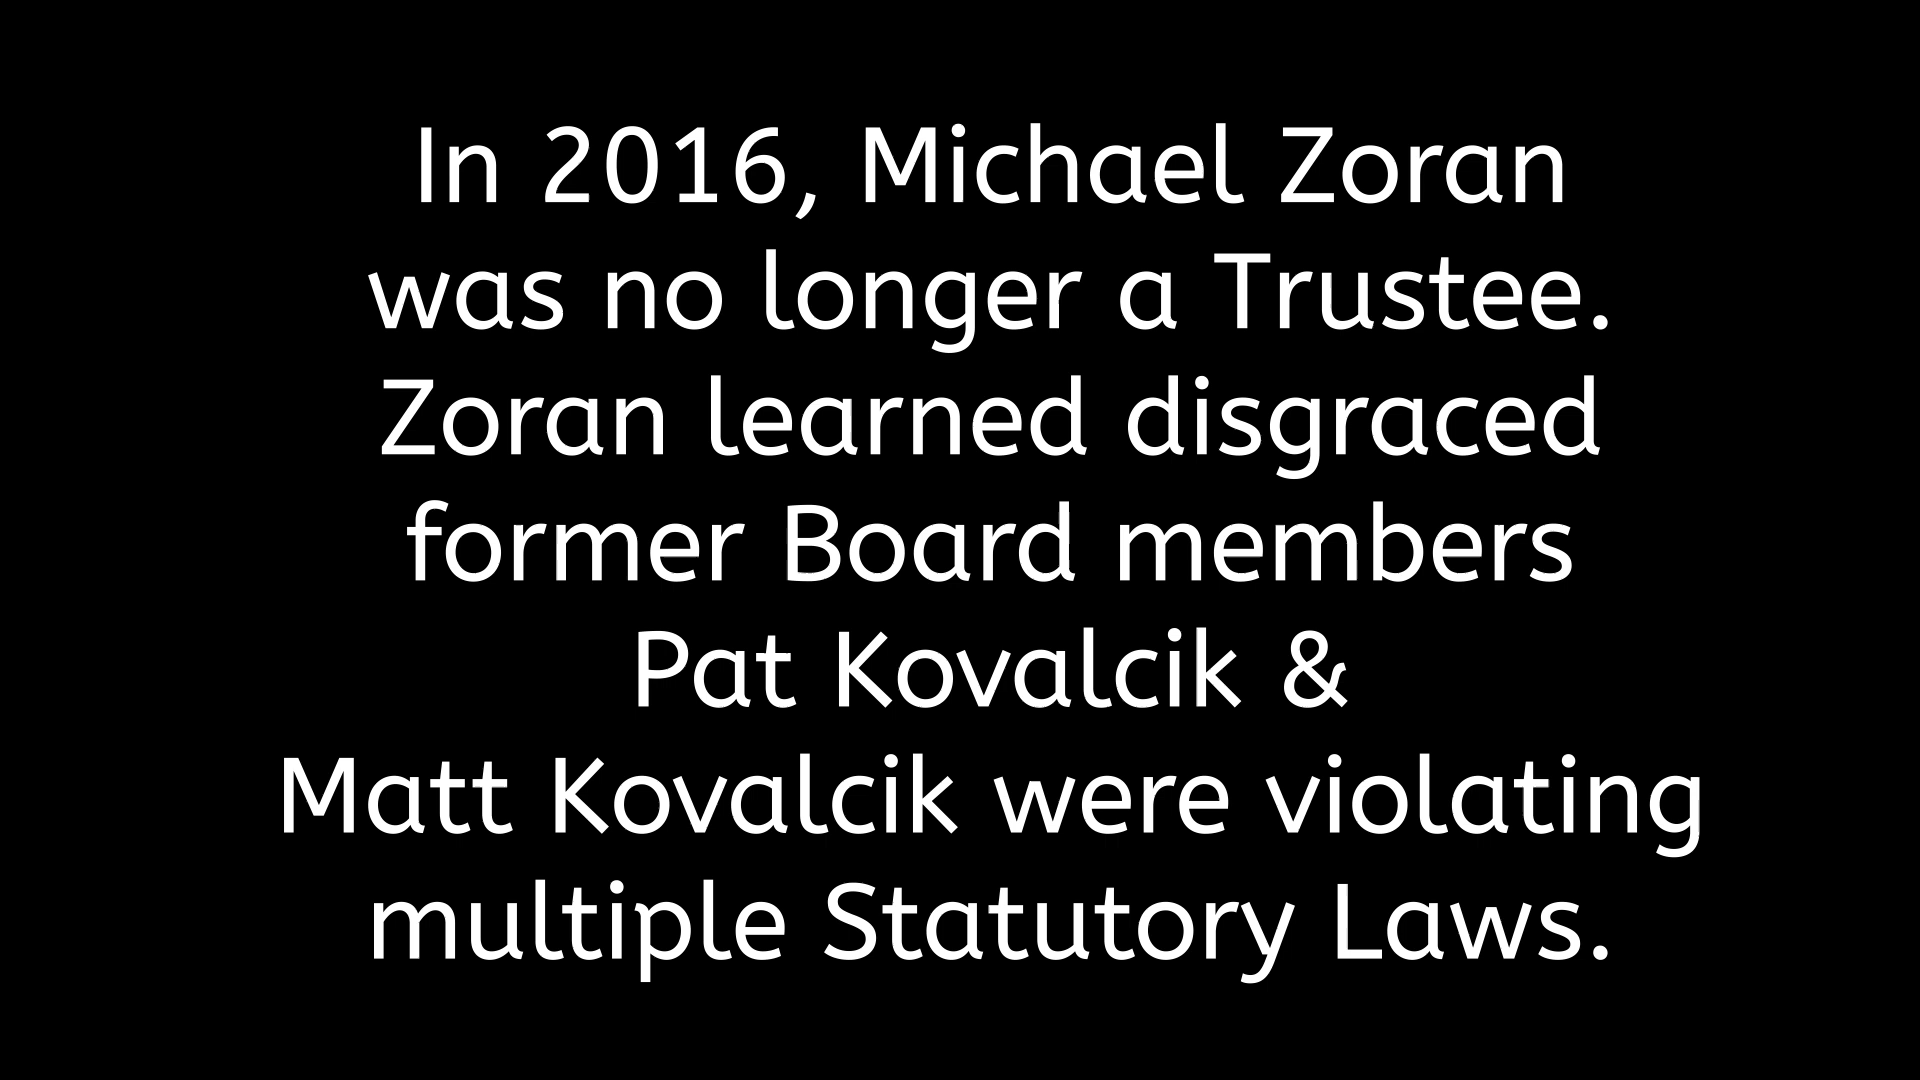 In 2016, Michael Zoran
was no longer a Trustee.
Zoran learned disgraced
former Board members
Pat Kovalcik &
Matt Kovalcik were violating
multiple Statutory Laws.